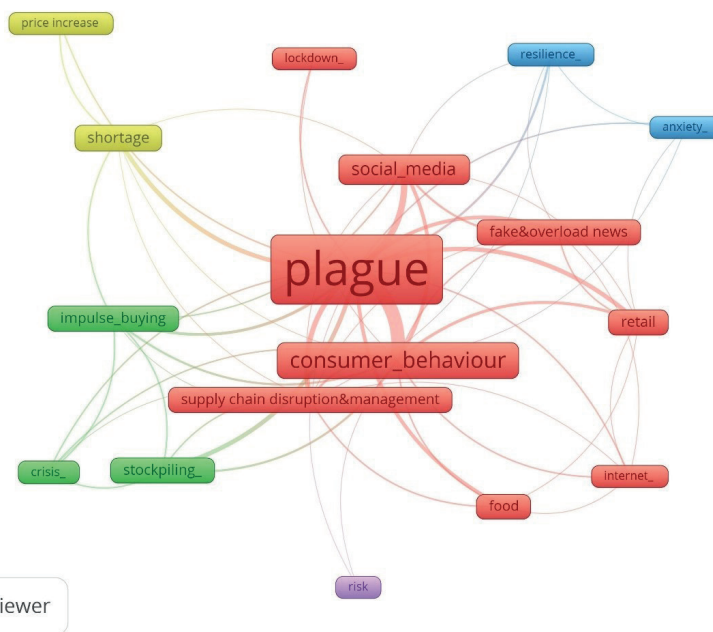 price increase
lockdown_
resilience_
anxiety_
shortage
social_media
fake&overload news
plague
impulse_buying
retail
consumer_behaviour
supply chain disruption&management
crisis_
stockpiling_
internet_
food
risk
iewer